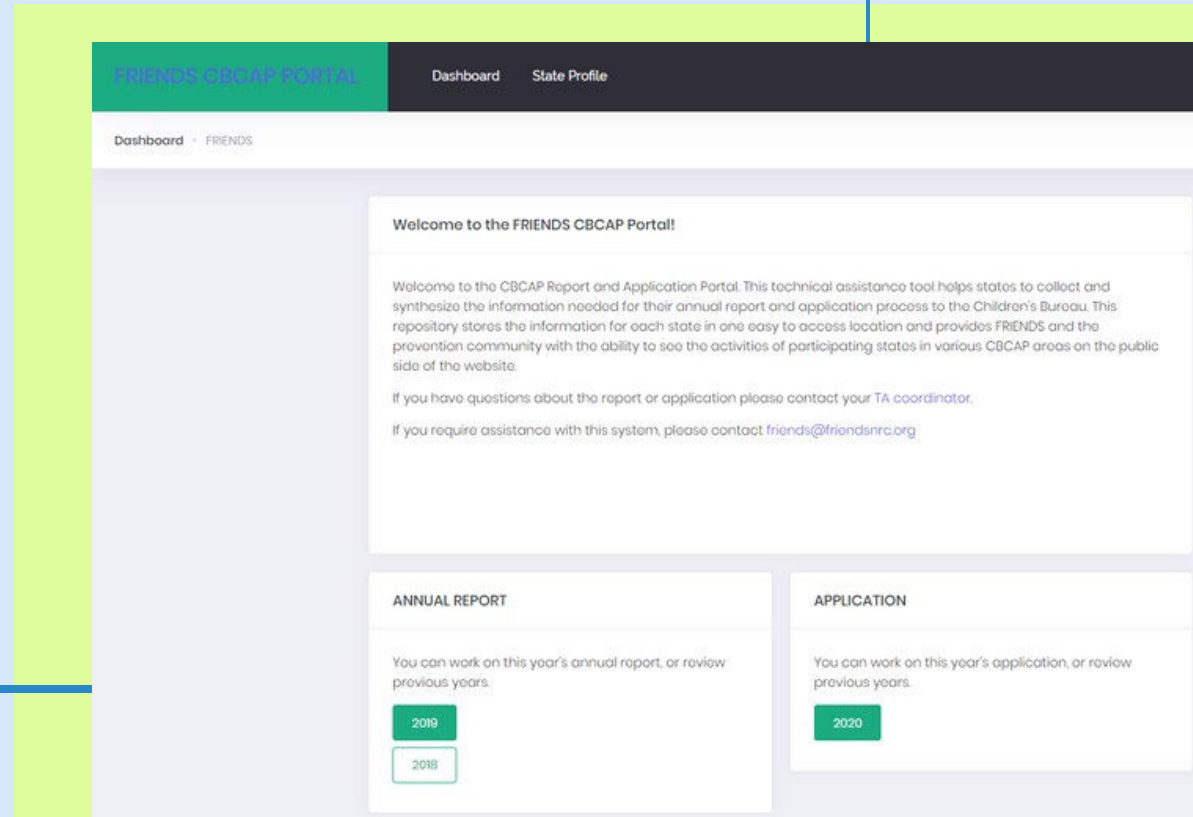 FRIENDS CBCAP PORTAL
Dashboard State Profile
Dashboard • FRIENDS
Welcome to the FRIENDS CBCAP Portal!
Welcome to the CBCAP Report and Application Portal. This technical assistance tool helps states to collect and
synthesize the information needed for their annual report and application process to the Children's Bureau. This
repository stores the information for each state in one easy to access location and provides FRIENDS and the
prevention community with the ability to see the activities of participating states in various CBCAP areas on the public
side of the website.
If you have questions about the report or application please contact your TA coordinator.
If you require assistance with this system, please contact friends@friendsnrc.org
ANNUAL REPORT
You can work on this year's annual report, or review
previous years.
2019
2018
APPLICATION
You can work on this year's application, or review
previous years.
2020